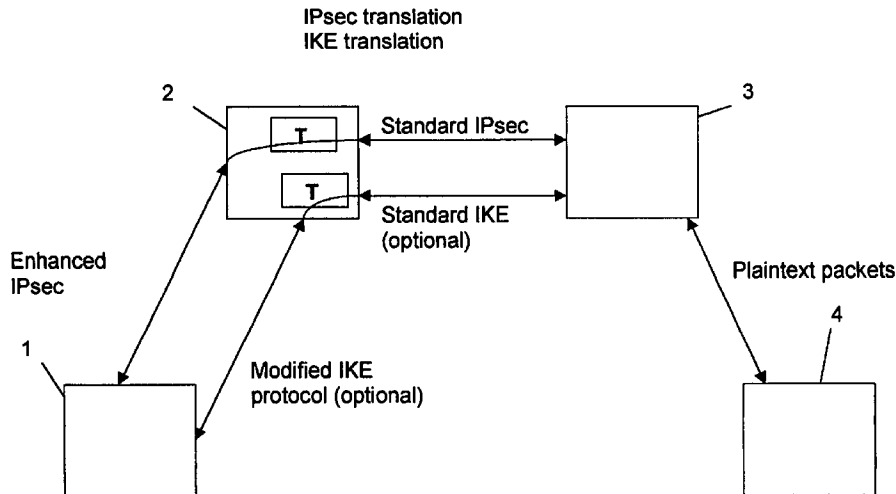 IPsec translation
IKE translation
2
3
T
Standard IPsec
T
Standard IKE
(optional)
Enhanced
IPsec
Plaintext packets
1
4
Modified IKE
protocol (optional)